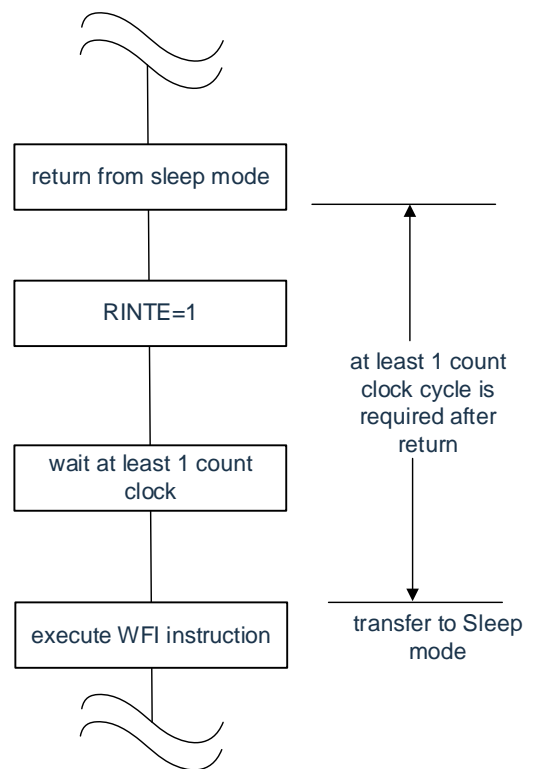 return from sleep mode
RINTE=1
at least 1 count
clock cycle is
required after
return
wait at least 1 count
clock
execute WFI instruction
transfer to Sleep
mode